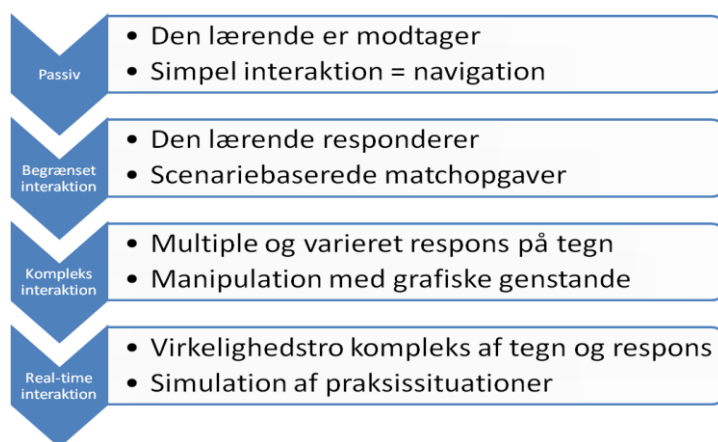 Passiv
• Den lærende er modtager
• Simpel interaktion = navigation
Begrænset
interaktion
• Den lærende responderer
• Scenariebaserede matchopgaver
Kompleks
interaktion
• Multiple og varieret respons på tegn
• Manipulation med grafiske genstande
Real-time
interaktion
• Virkelighedstro kompleks af tegn og respons
• Simulation af praksissituationer